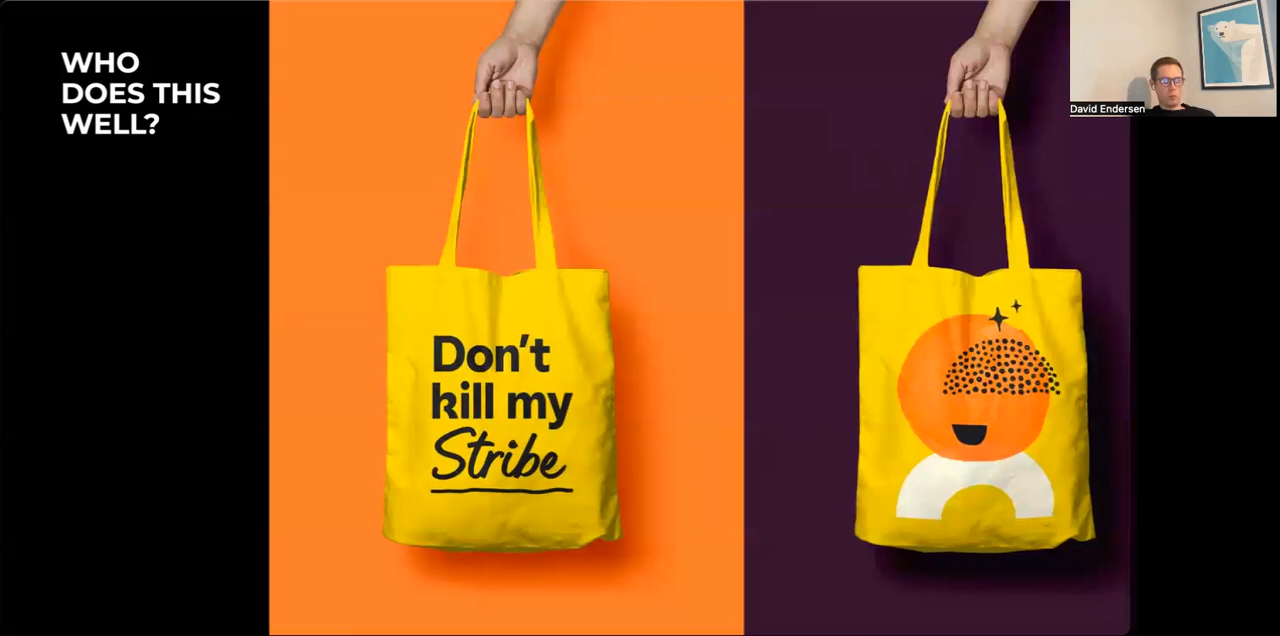 WHO
DOES THIS
WELL?
Don't
kill my
Stribe
David Endersen